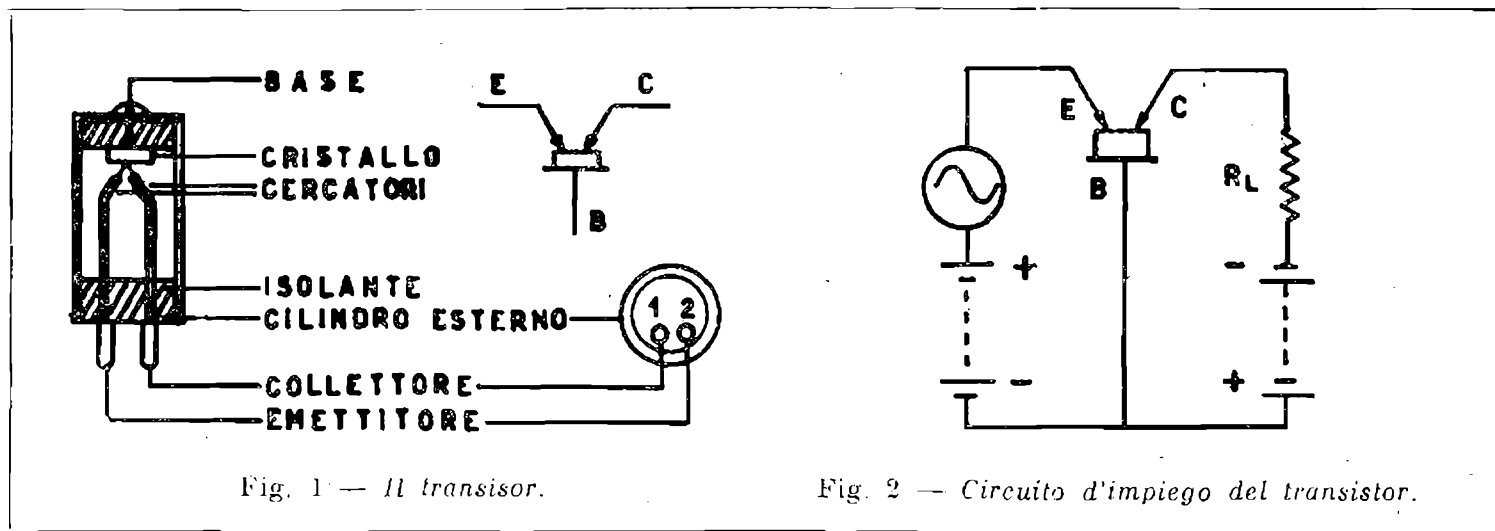 BASE
CRISTALLO
CERCATORI
ISOLANTE
CILINDRO ESTERNO
COLLETTORE
EMETTITORE
E C
B
1 2
Fig. 1 — Il transisor.
E C
B
RL
+ -
- +
Fig. 2 — Circuito d'impiego del transistor.